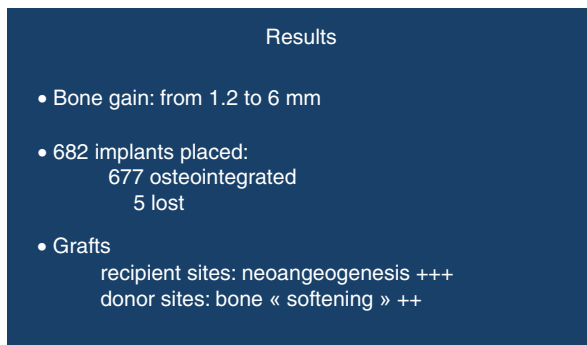 Results
• Bone gain: from 1.2 to 6 mm
• 682 implants placed:
677 osteointegrated
5 lost
• Grafts
recipient sites: neoangeogenesis +++
donor sites: bone « softening » ++